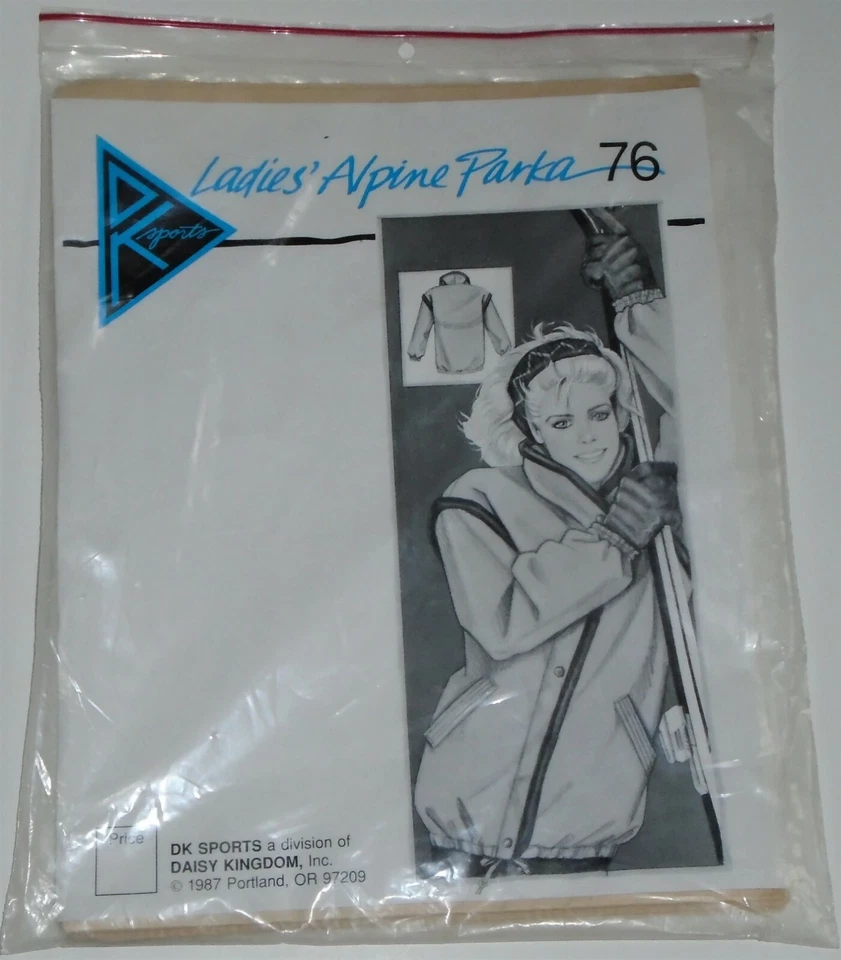 Ladies' Alpine Parka 76
DK sports
Price
DK SPORTS a division of
DAISY KINGDOM, Inc.
© 1987 Portland, OR 97209